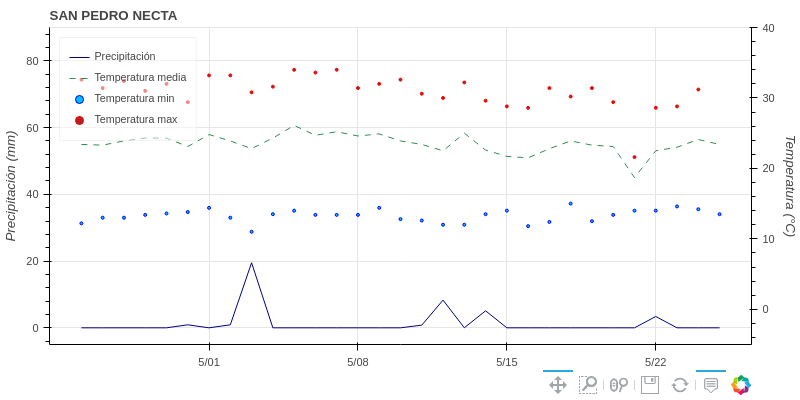 SAN PEDRO NECTA
Precipitación
Temperatura media
Temperatura min
Temperatura max
Precipitación (mm)
80
60
40
20
0
Temperatura (°C)
40
30
20
10
0
5/01
5/08
5/15
5/22